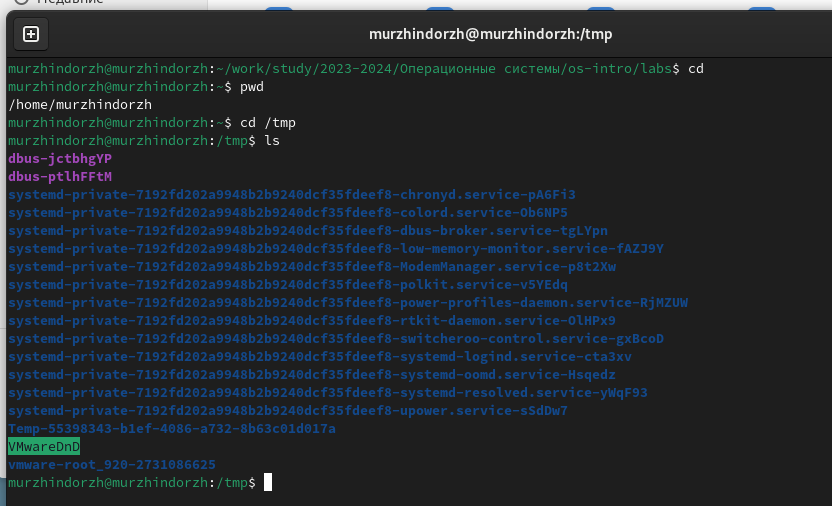 Недавние
murzhindorzh@murzhindorzh:/tmp
murzhindorzh@murzhindorzh:~/work/study/2023-2024/Операционные системы/os-intro/labs$ cd
murzhindorzh@murzhindorzh:~$ pwd
/home/murzhindorzh
murzhindorzh@murzhindorzh:~$ cd /tmp
murzhindorzh@murzhindorzh:/tmp$ ls
dbus-jctbhgYP
dbus-ptlhFFtM
systemd-private-7192fd202a9948b2b9240dcf35fdeef8-chronyd.service-pA6Fi3
systemd-private-7192fd202a9948b2b9240dcf35fdeef8-colord.service-Ob6NP5
systemd-private-7192fd202a9948b2b9240dcf35fdeef8-dbus-broker.service-tgLYpn
systemd-private-7192fd202a9948b2b9240dcf35fdeef8-low-memory-monitor.service-fAZJ9Y
systemd-private-7192fd202a9948b2b9240dcf35fdeef8-ModemManager.service-p8t2Xw
systemd-private-7192fd202a9948b2b9240dcf35fdeef8-polkit.service-v5YEdq
systemd-private-7192fd202a9948b2b9240dcf35fdeef8-power-profiles-daemon.service-RjMZUW
systemd-private-7192fd202a9948b2b9240dcf35fdeef8-rtkit-daemon.service-OlHPx9
systemd-private-7192fd202a9948b2b9240dcf35fdeef8-switcheroo-control.service-gxBcoD
systemd-private-7192fd202a9948b2b9240dcf35fdeef8-systemd-logind.service-cta3xv
systemd-private-7192fd202a9948b2b9240dcf35fdeef8-systemd-oomd.service-Hsqedz
systemd-private-7192fd202a9948b2b9240dcf35fdeef8-systemd-resolved.service-yWqF93
systemd-private-7192fd202a9948b2b9240dcf35fdeef8-upower.service-sSdDw7
Temp-55398343-b1ef-4086-a732-8b63c01d017a
VMwareDnD
vmware-root_920-2731086625
murzhindorzh@murzhindorzh:/tmp$